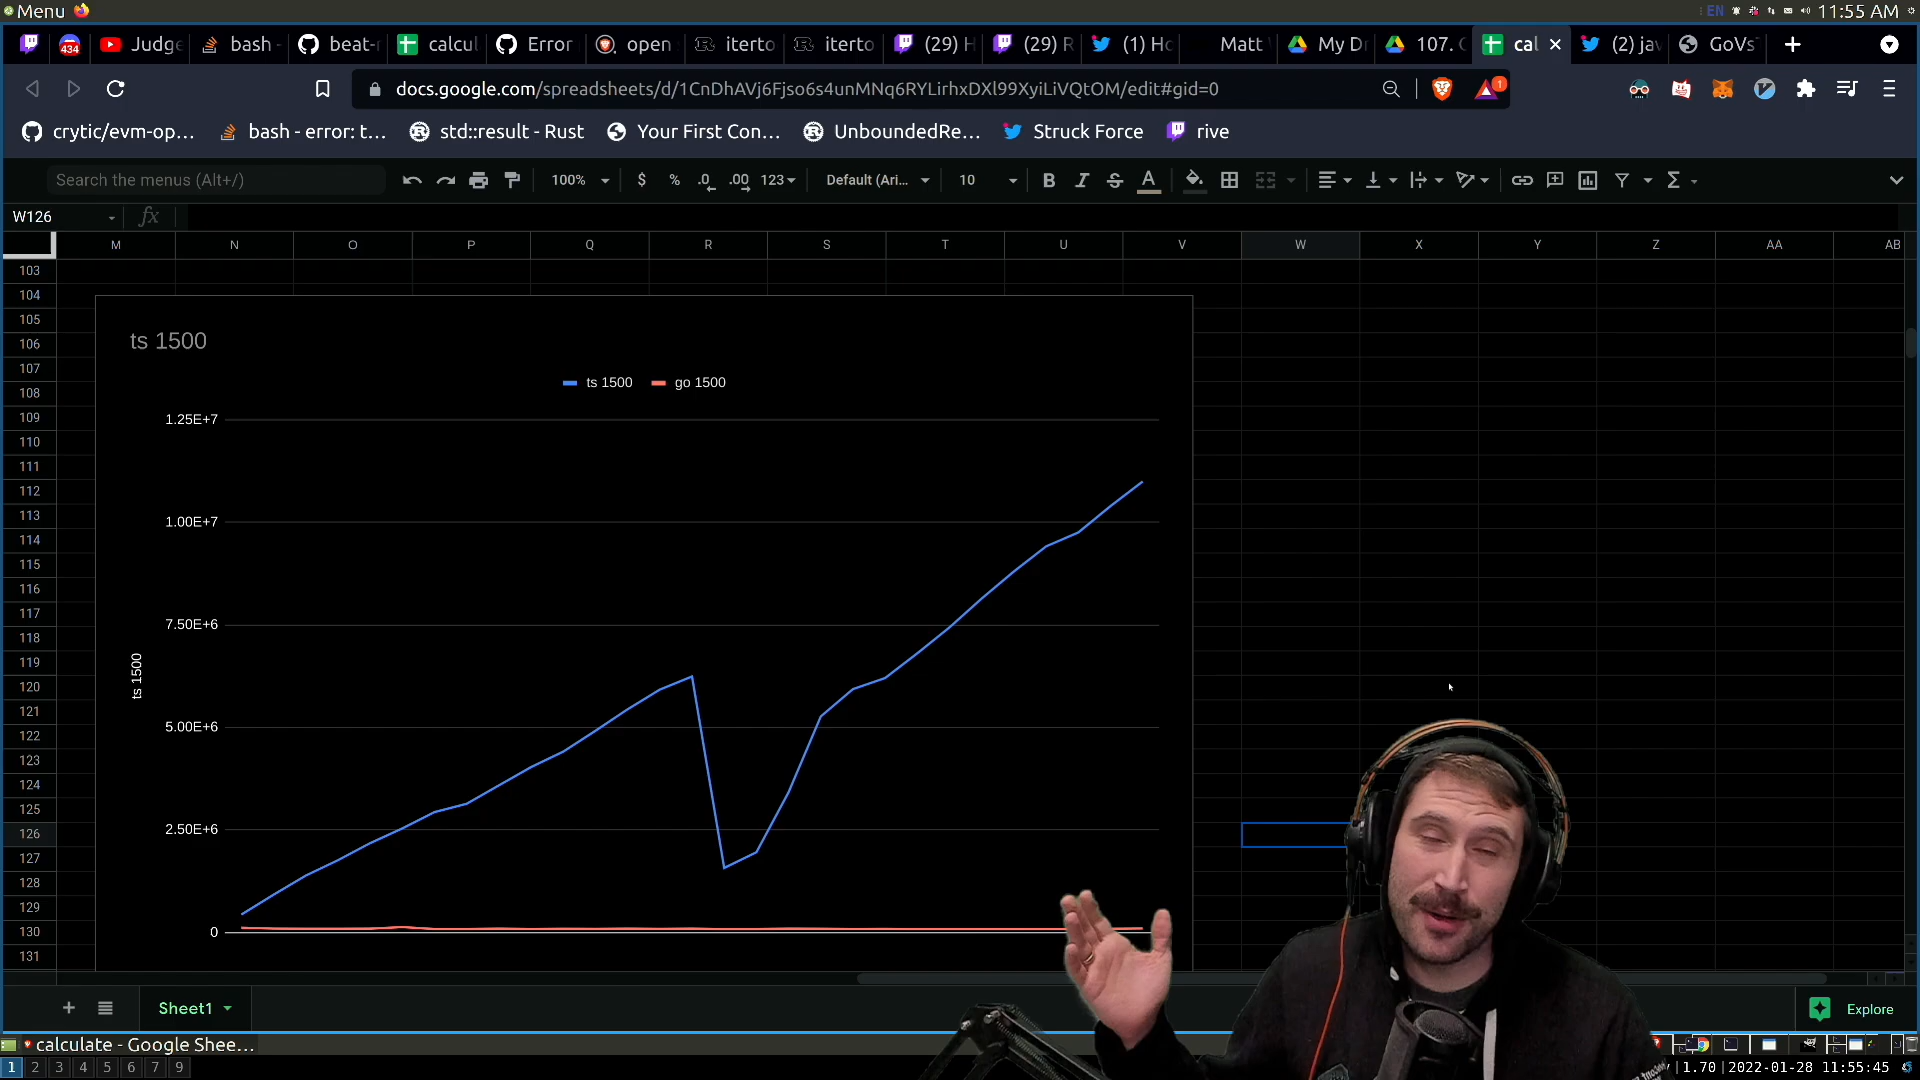 Menu
EN 11:55 AM
434 Judge bash - beat- calcul Error open iterto iterto (29) H (29) R (1) Ho Matt My Dr 107. ca (2) jav GoVs
docs.google.com/spreadsheets/d/1CnDhAVj6Fjso6s4unMNq6RYLirhxDXl99XyiLiVQtOM/edit#gid=0
1
crytic/evm-op... bash - error: t... std::result - Rust Your First Con... UnboundedRe... Struck Force rive
Search the menus (Alt+/) 100% $ % .0 .00 123 Default (Ari... 10 B I S A Σ
W126 fx
M N O P Q R S T U V W X Y Z AA AB
103
104
105
106
107
108
109
110
111
112
113
114
115
116
117
118
119
120
121
122
123
124
125
126
127
128
129
130
131
ts 1500
ts 1500 go 1500
1.25E+7
1.00E+7
7.50E+6
5.00E+6
2.50E+6
0
ts 1500
+ Sheet1 Explore
calculate - Google Shee...
1 2 3 4 5 6 7 9 1.70 2022-01-28 11:55:45